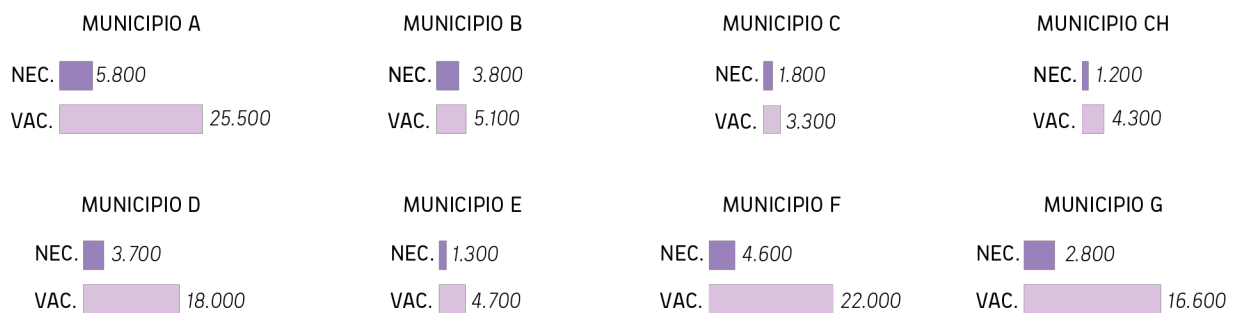 MUNICIPIO A MUNICIPIO B MUNICIPIO C MUNICIPIO CH
NEC. 5.800 NEC. 3.800 NEC. 1.800 NEC. 1.200
VAC. 25.500 VAC. 5.100 VAC. 3.300 VAC. 4.300
MUNICIPIO D MUNICIPIO E MUNICIPIO F MUNICIPIO G
NEC. 3.700 NEC. 1.300 NEC. 4.600 NEC. 2.800
VAC. 18.000 VAC. 4.700 VAC. 22.000 VAC. 16.600